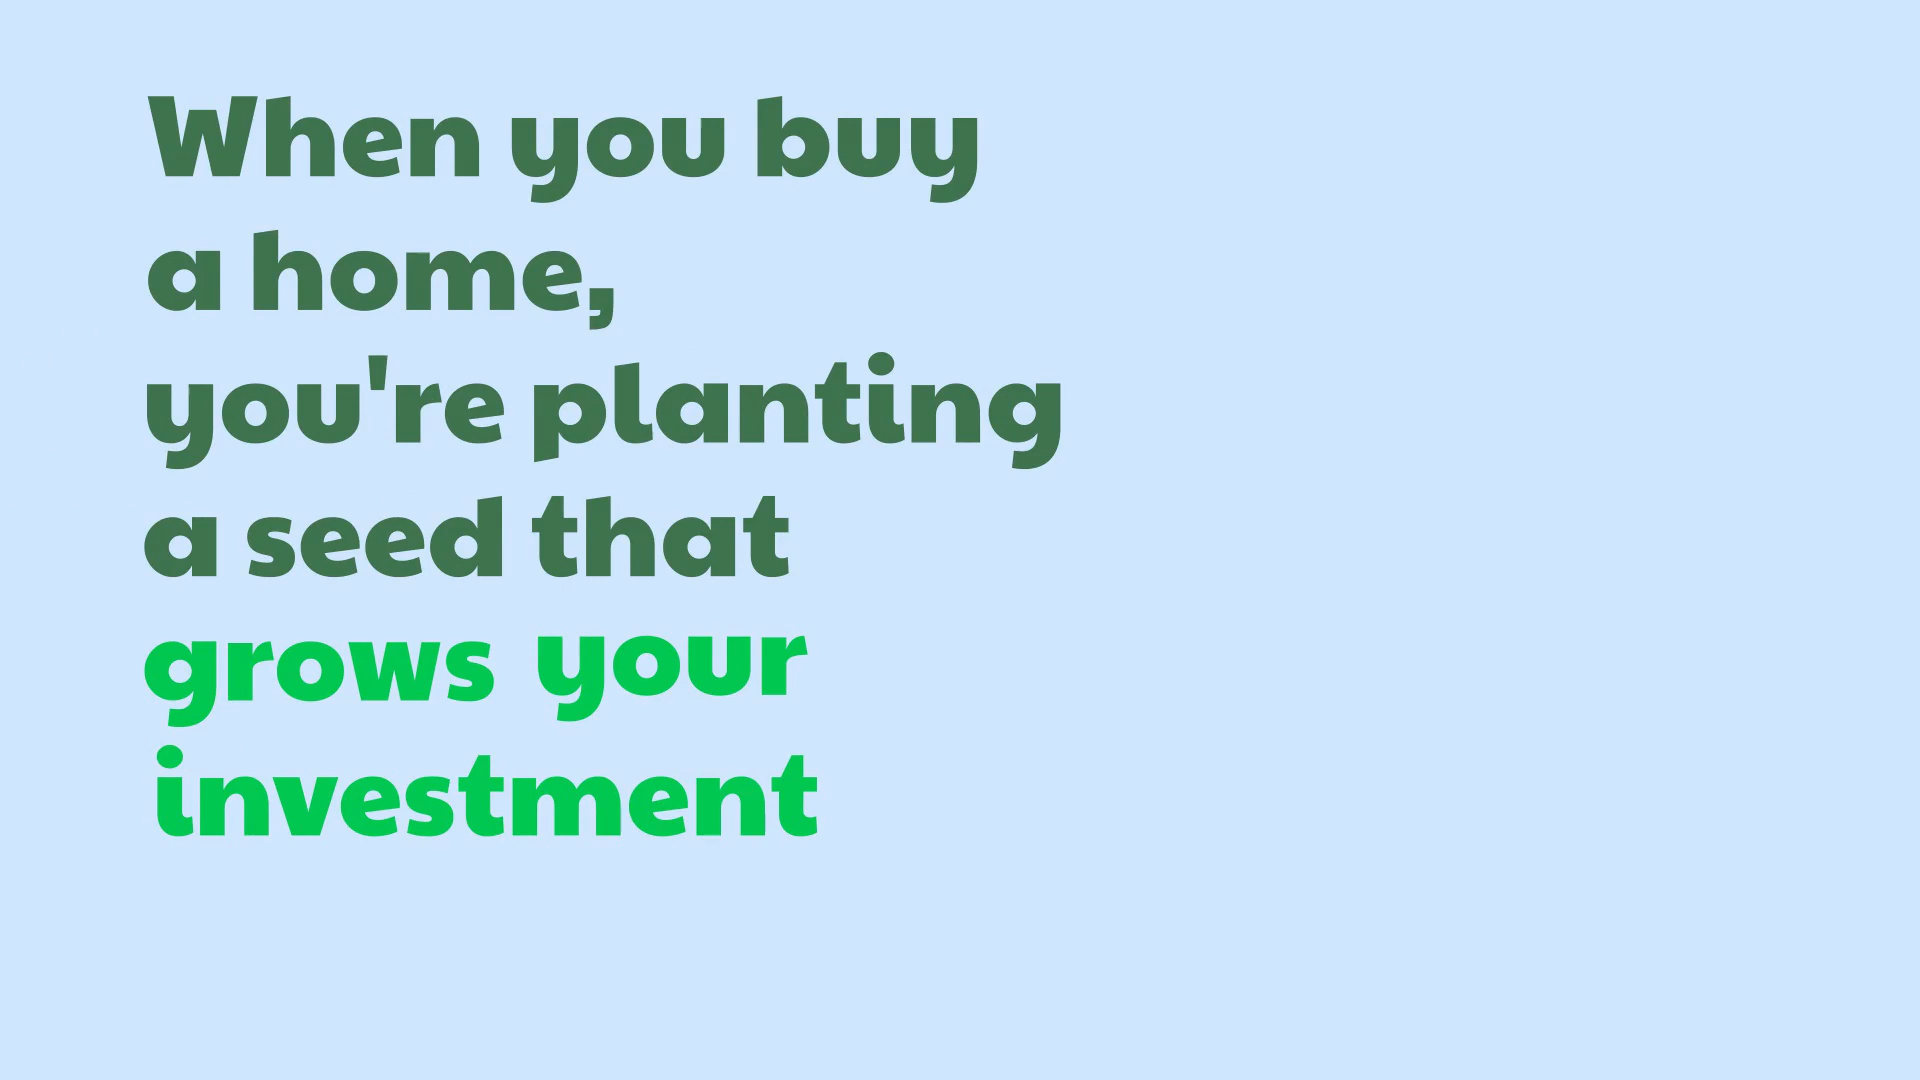 When you buy
a home,
you're planting
a seed that
grows your
investment